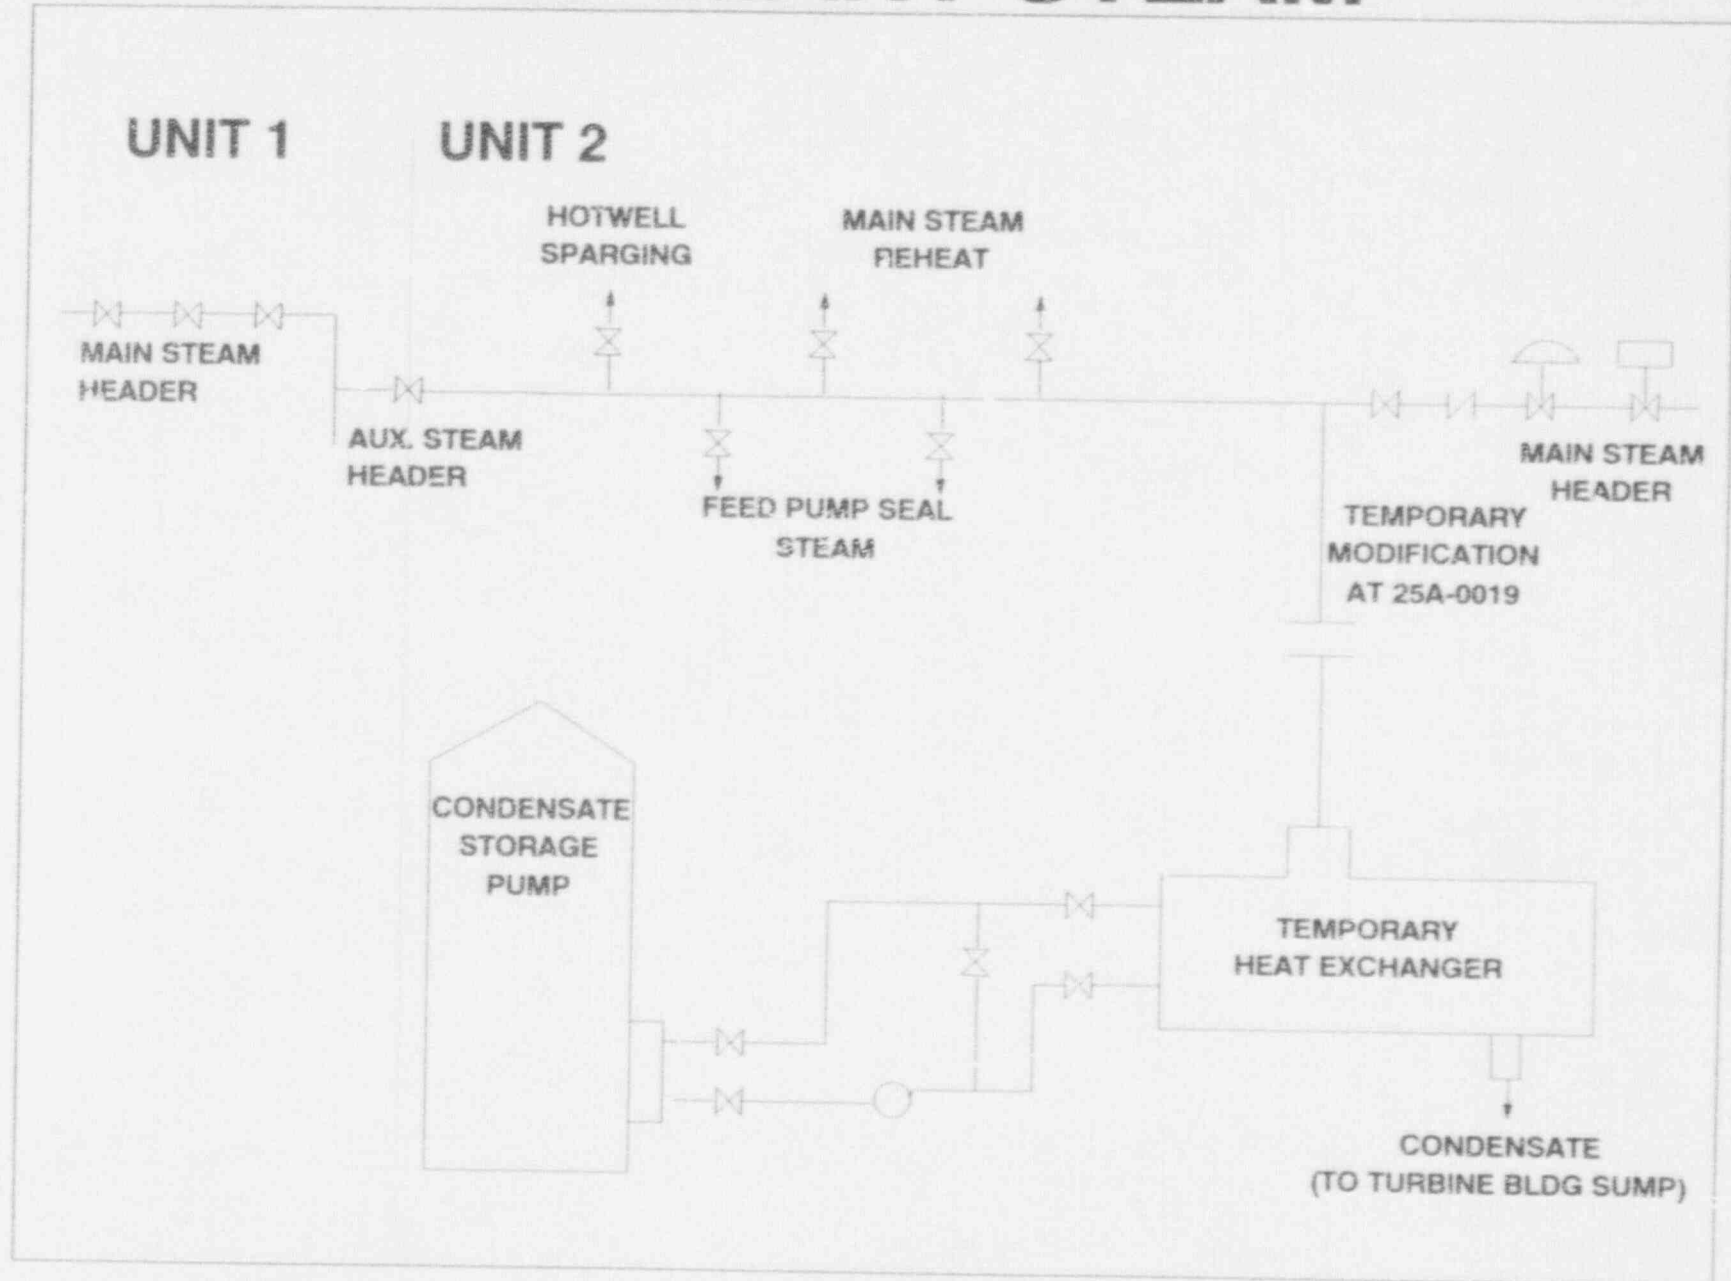 STEAM
UNIT 1
UNIT 2
HOTWELL
SPARGING
MAIN STEAM
REHEAT
MAIN STEAM
HEADER
AUX. STEAM
HEADER
FEED PUMP SEAL
STEAM
MAIN STEAM
HEADER
TEMPORARY
MODIFICATION
AT 25A-0019
CONDENSATE
STORAGE
PUMP
TEMPORARY
HEAT EXCHANGER
CONDENSATE
(TO TURBINE BLDG SUMP)